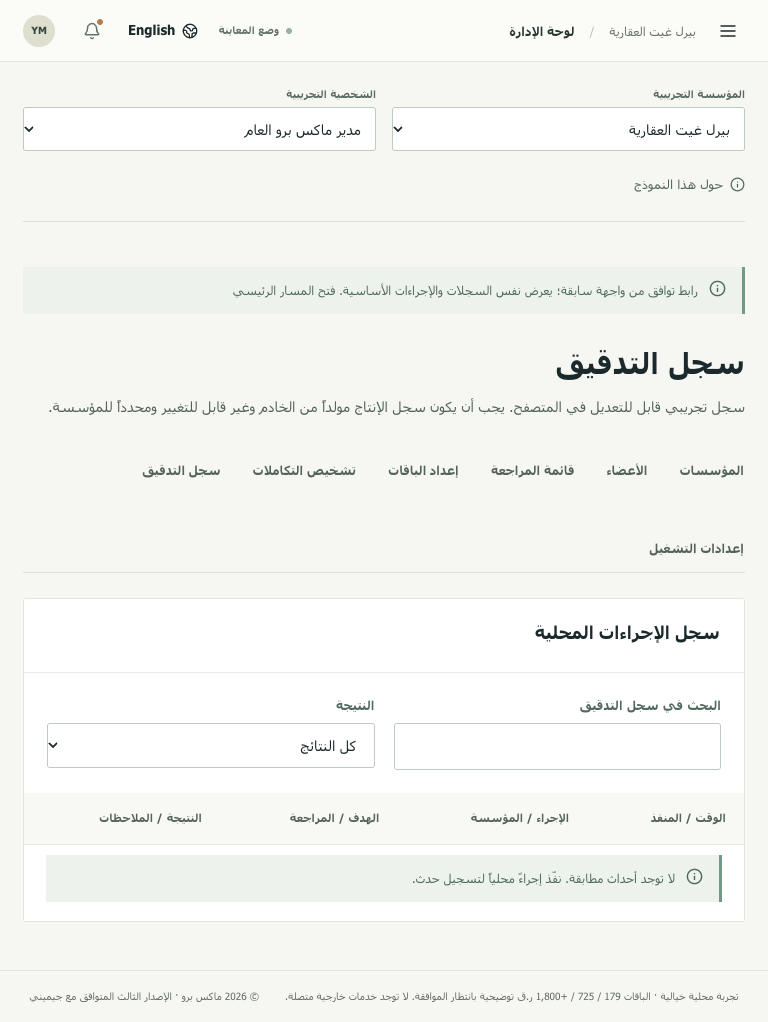 بيرل غيت العقارية / لوحة الإدارة
وضع المعاينة
English
YM
المؤسسة التجريبية
بيرل غيت العقارية
الشخصية التجريبية
مدير ماكس برو العام
حول هذا النموذج
رابط توافق من واجهة سابقة؛ يعرض نفس السجلات والإجراءات الأساسية. فتح المسار الرئيسي
سجل التدقيق
سجل تجريبي قابل للتعديل في المتصفح. يجب أن يكون سجل الإنتاج مولداً من الخادم وغير قابل للتغيير ومحدداً للمؤسسة.
المؤسسات الأعضاء قائمة المراجعة إعداد الباقات تشخيص التكاملات سجل التدقيق
إعدادات التشغيل
سجل الإجراءات المحلية
البحث في سجل التدقيق
النتيجة
كل النتائج
الوقت / المنفذ الإجراء / المؤسسة الهدف / المراجعة النتيجة / الملاحظات
لا توجد أحداث مطابقة. نفّذ إجراءً محلياً لتسجيل حدث.
تجربة محلية خيالية · الباقات 179 / 725 / +1,800 ر.ق توضيحية بانتظار الموافقة. لا توجد خدمات خارجية متصلة.
© 2026 ماكس برو · الإصدار الثالث المتوافق مع جيميني